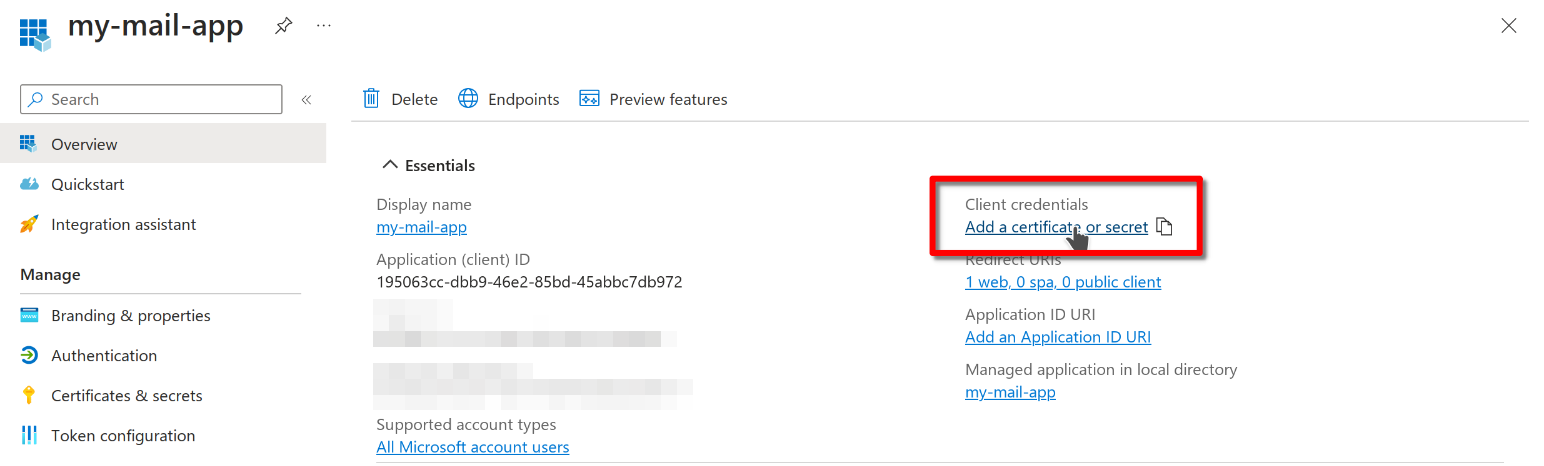 my-mail-app
Search
Delete
Endpoints
Preview features
Overview
Quickstart
Integration assistant
Manage
Branding & properties
Authentication
Certificates & secrets
Token configuration
Essentials
Display name
my-mail-app
Application (client) ID
195063cc-dbb9-46e2-85bd-45abbc7db972
Supported account types
All Microsoft account users
Client credentials
Add a certificate or secret
Redirect URIs
1 web, 0 spa, 0 public client
Application ID URI
Add an Application ID URI
Managed application in local directory
my-mail-app